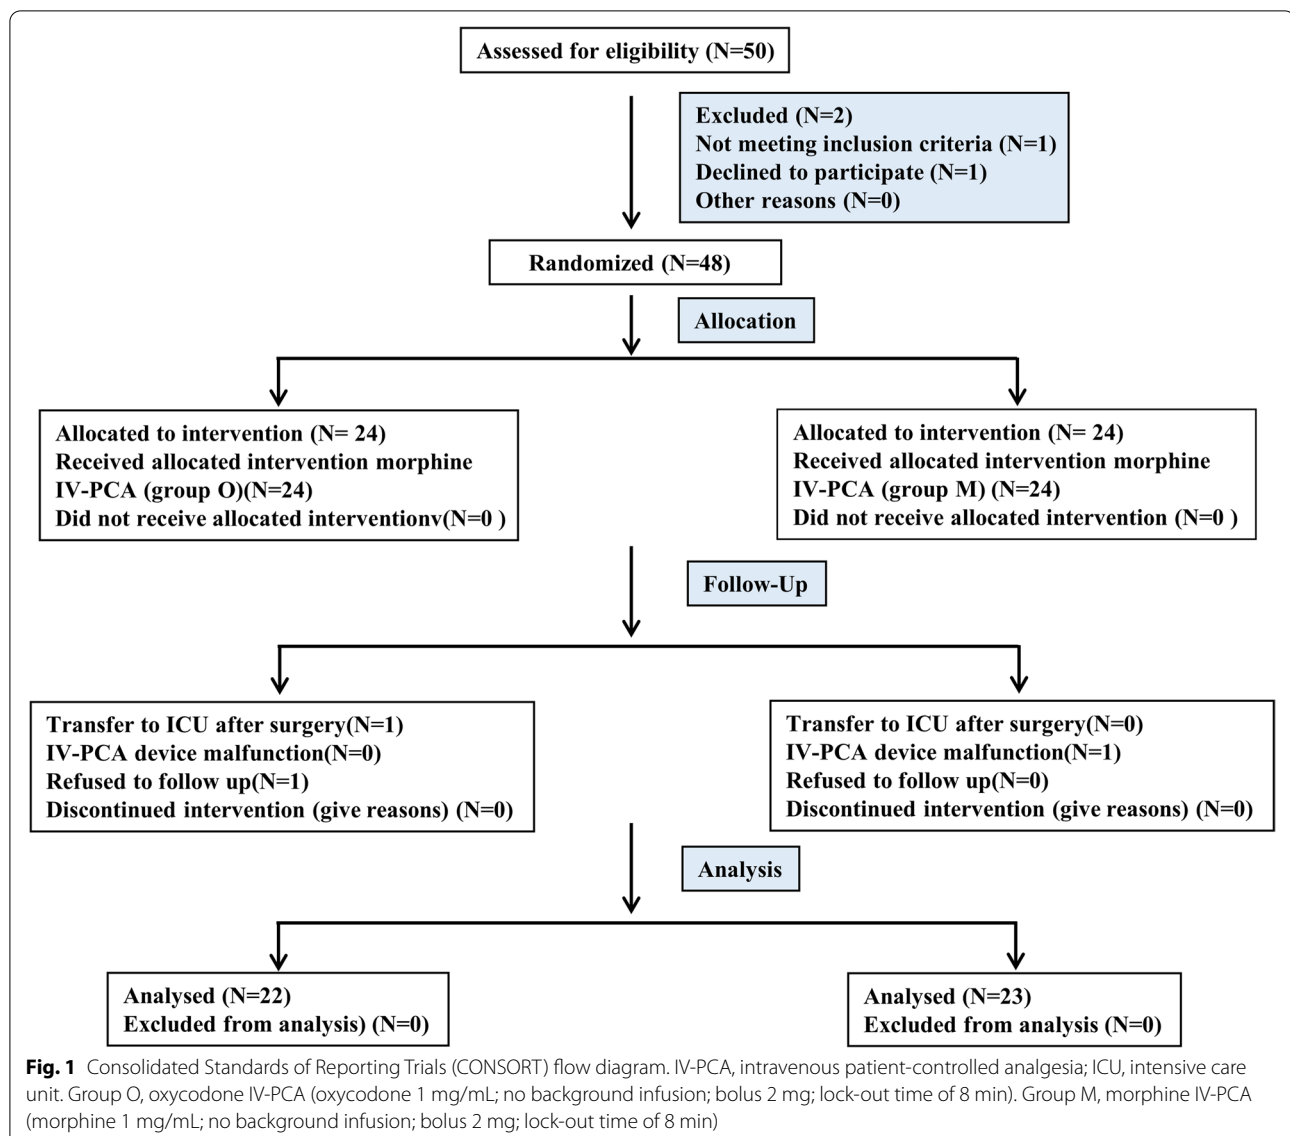 Assessed for eligibility (N=50)
Excluded (N=2)
Not meeting inclusion criteria (N=1)
Declined to participate (N=1)
Other reasons (N=0)
Randomized (N=48)
Allocation
Allocated to intervention (N= 24)
Received allocated intervention morphine
IV-PCA (group O)(N=24)
Did not receive allocated interventionv(N=0 )
Allocated to intervention (N= 24)
Received allocated intervention morphine
IV-PCA (group M) (N=24)
Did not receive allocated intervention (N=0 )
Follow-Up
Transfer to ICU after surgery(N=1)
IV-PCA device malfunction(N=0)
Refused to follow up(N=1)
Discontinued intervention (give reasons) (N=0)
Transfer to ICU after surgery(N=0)
IV-PCA device malfunction(N=1)
Refused to follow up(N=0)
Discontinued intervention (give reasons) (N=0)
Analysis
Analysed (N=22)
Excluded from analysis) (N=0)
Analysed (N=23)
Excluded from analysis (N=0)
Fig. 1 Consolidated Standards of Reporting Trials (CONSORT) flow diagram. IV-PCA, intravenous patient-controlled analgesia; ICU, intensive care
unit. Group O, oxycodone IV-PCA (oxycodone 1 mg/mL; no background infusion; bolus 2 mg; lock-out time of 8 min). Group M, morphine IV-PCA
(morphine 1 mg/mL; no background infusion; bolus 2 mg; lock-out time of 8 min)